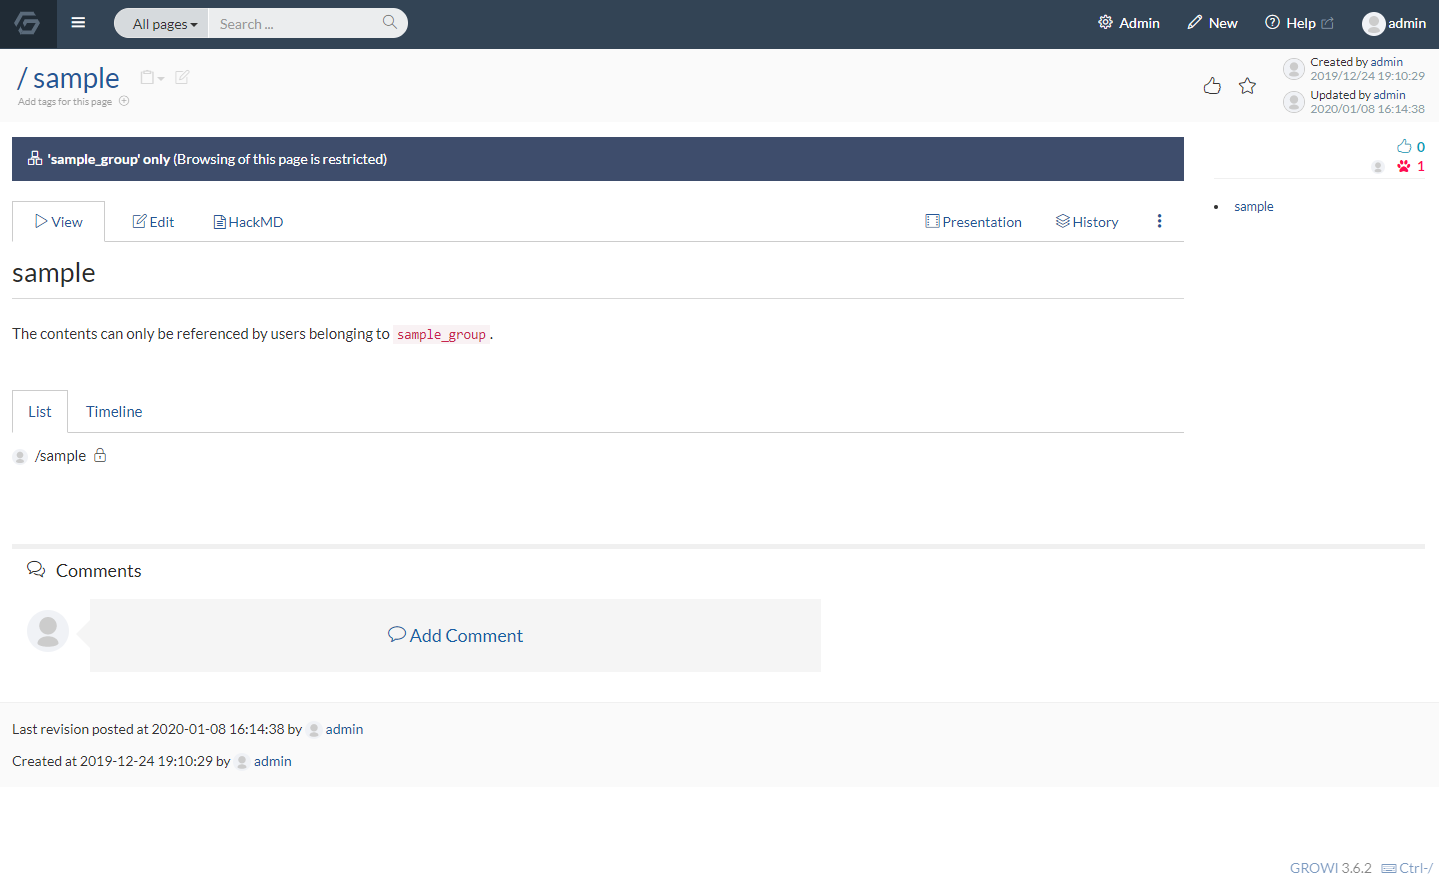 All pages
Search ...
Admin
New
Help
admin
/ sample
Add tags for this page
Created by admin
2019/12/24 19:10:29
Updated by admin
2020/01/08 16:14:38
'sample_group' only (Browsing of this page is restricted)
0
1
sample
View
Edit
HackMD
Presentation
History
sample
The contents can only be referenced by users belonging to sample_group .
List
Timeline
/sample
Comments
Add Comment
Last revision posted at 2020-01-08 16:14:38 by admin
Created at 2019-12-24 19:10:29 by admin
GROWI 3.6.2 Ctrl-/